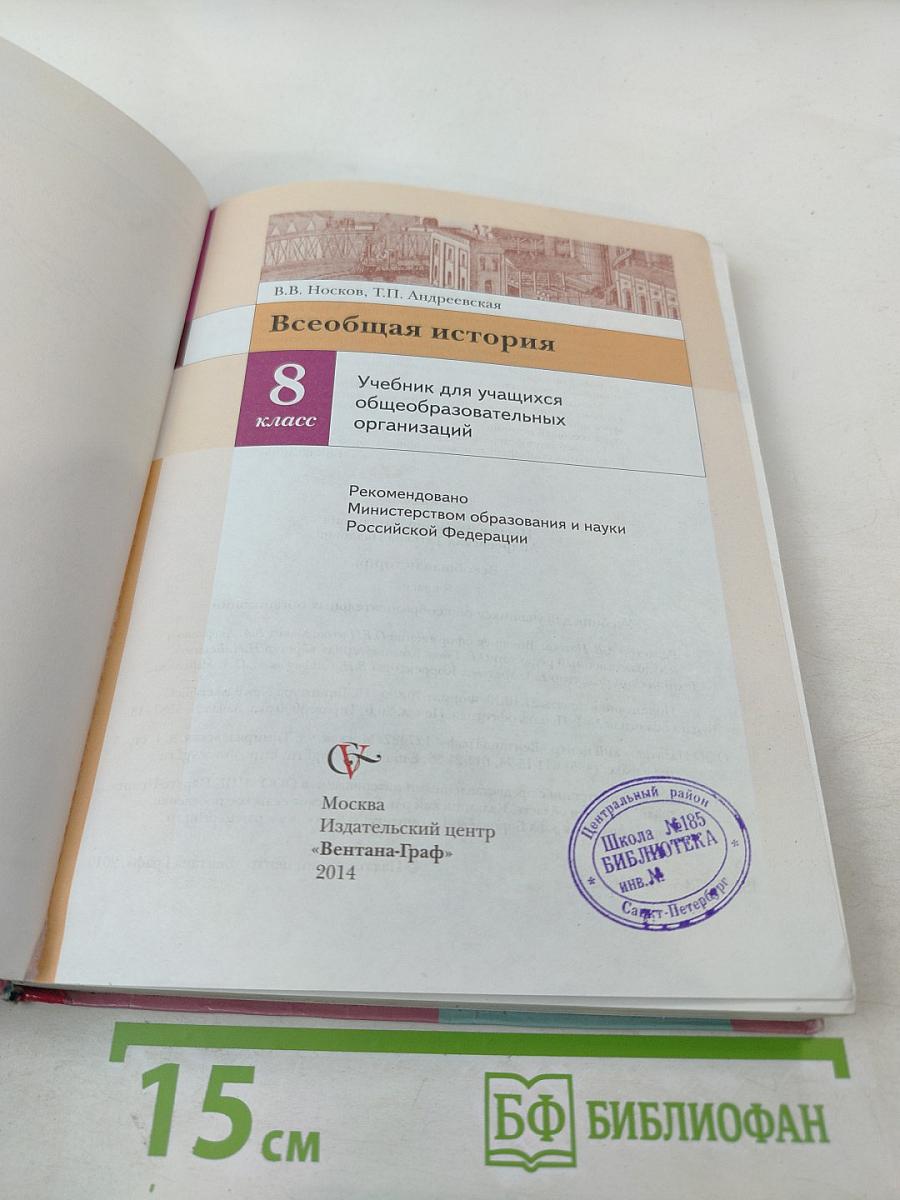 В.В. Носков, Т.П. Андреевская
Всеобщая история
8
класс
Учебник для учащихся
общеобразовательных
организаций
Рекомендовано
Министерством образования и науки
Российской Федерации
Москва
Издательский центр
«Вентана-Граф»
2014
Центральный район
Школа №185
БИБЛИОТЕКА
инв.№
* Санкт-Петербург *
15 см
БФ БИБЛИОФАН